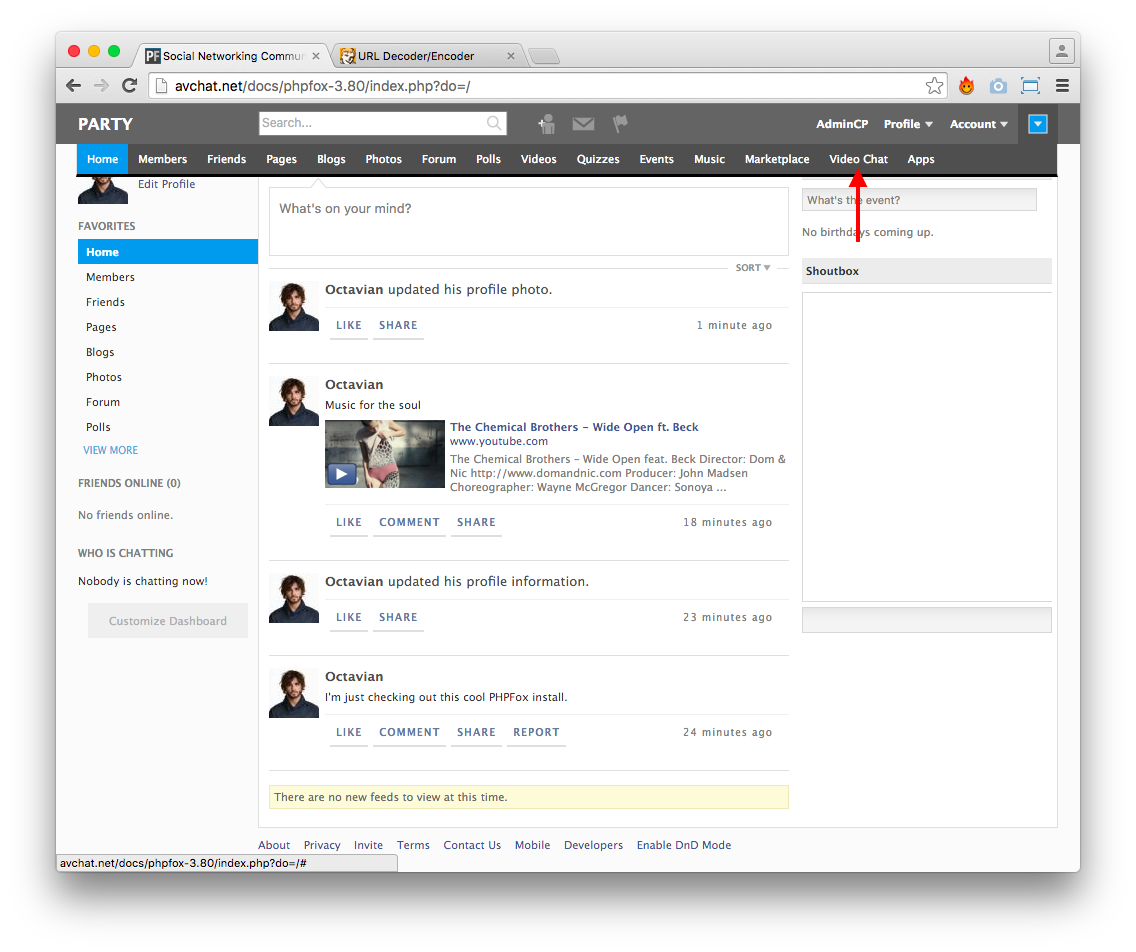 Social Networking Commu
URL Decoder/Encoder
avchat.net/docs/phpfox-3.80/index.php?do=/
PARTY
Search...
AdminCP Profile Account
Home Members Friends Pages Blogs Photos Forum Polls Videos Quizzes Events Music Marketplace Video Chat Apps
Edit Profile
FAVORITES
Home
Members
Friends
Pages
Blogs
Photos
Forum
Polls
VIEW MORE
FRIENDS ONLINE (0)
No friends online.
WHO IS CHATTING
Nobody is chatting now!
Customize Dashboard
What's on your mind?
SORT
Octavian updated his profile photo.
LIKE SHARE 1 minute ago
Octavian
Music for the soul
The Chemical Brothers – Wide Open ft. Beck
www.youtube.com
The Chemical Brothers – Wide Open feat. Beck Director: Dom &
Nic http://www.domandnic.com Producer: John Madsen
Choreographer: Wayne McGregor Dancer: Sonoya ...
LIKE COMMENT SHARE 18 minutes ago
Octavian updated his profile information.
LIKE SHARE 23 minutes ago
Octavian
I'm just checking out this cool PHPFox install.
LIKE COMMENT SHARE REPORT 24 minutes ago
There are no new feeds to view at this time.
What's the event?
No birthdays coming up.
Shoutbox
About Privacy Invite Terms Contact Us Mobile Developers Enable DnD Mode
avchat.net/docs/phpfox-3.80/index.php?do=/#